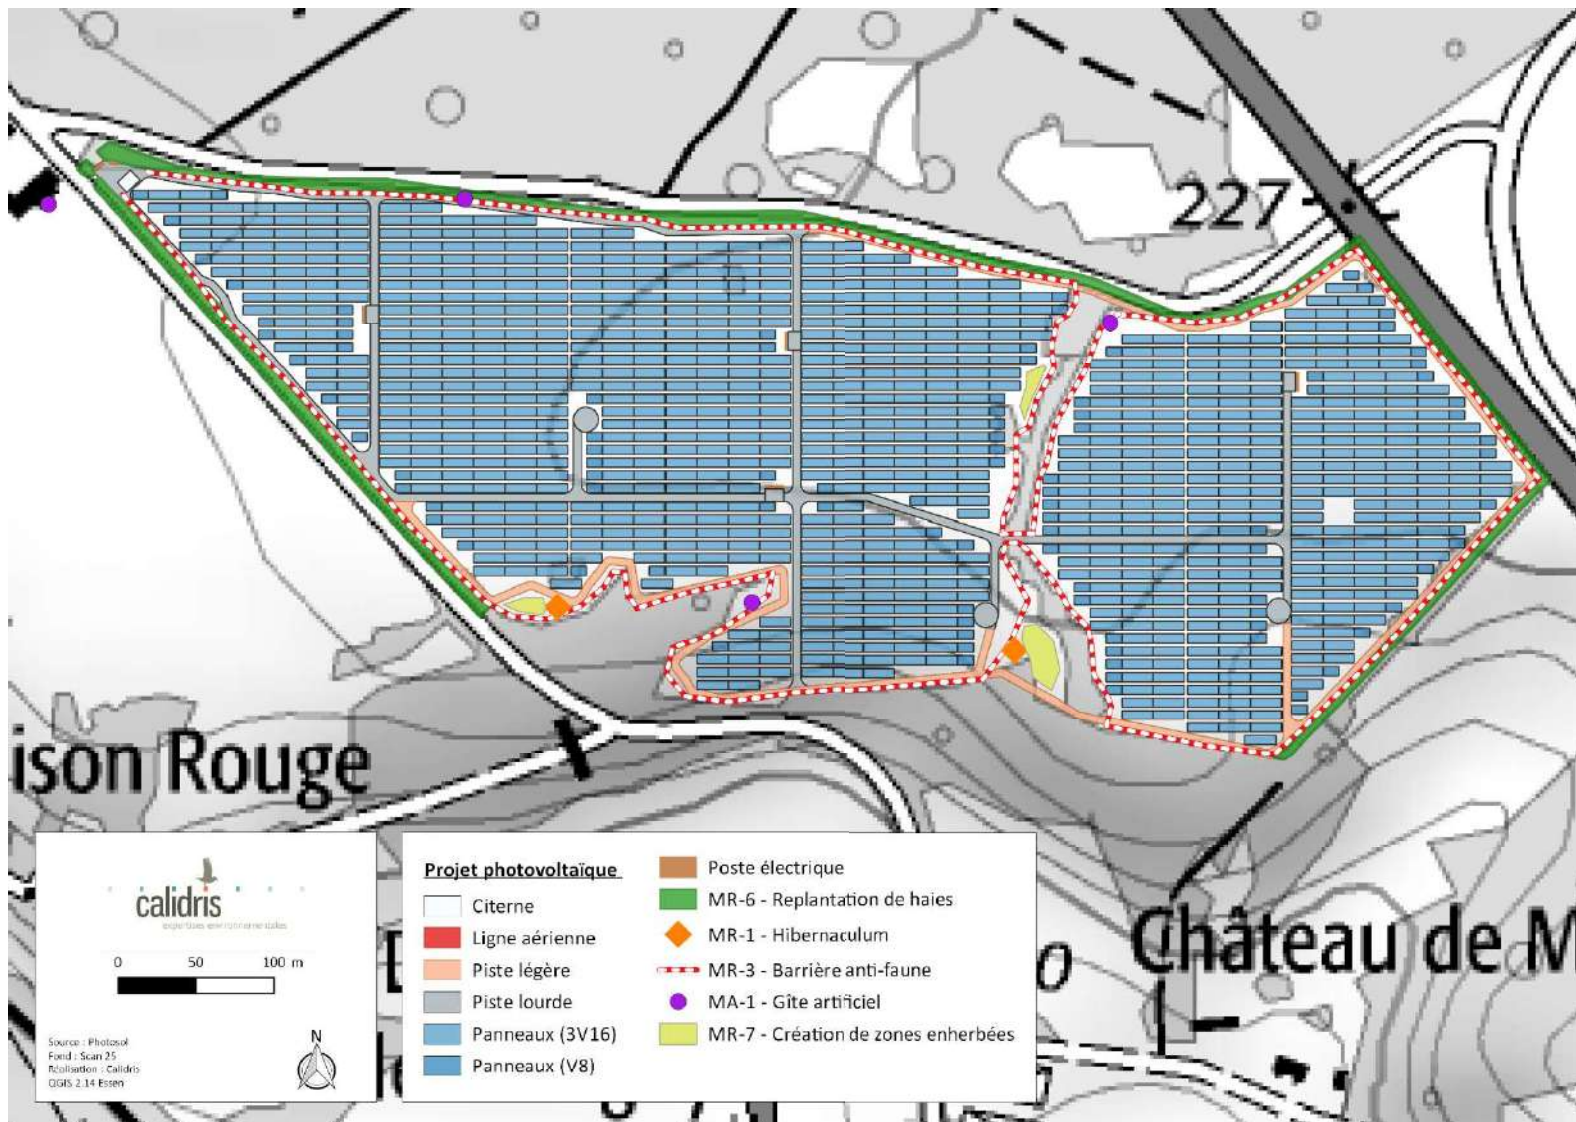 227
ison Rouge
Château de M
calidris
expertises environnementales
0 50 100 m
Source : Photosol
Fond : Scan 25
Réalisation : Calidris
QGIS 2.14 Essen
N
Projet photovoltaïque
Citerne
Ligne aérienne
Piste légère
Piste lourde
Panneaux (3V16)
Panneaux (V8)
Poste électrique
MR-6 - Replantation de haies
MR-1 - Hibernaculum
MR-3 - Barrière anti-faune
MA-1 - Gîte artificiel
MR-7 - Création de zones enherbées